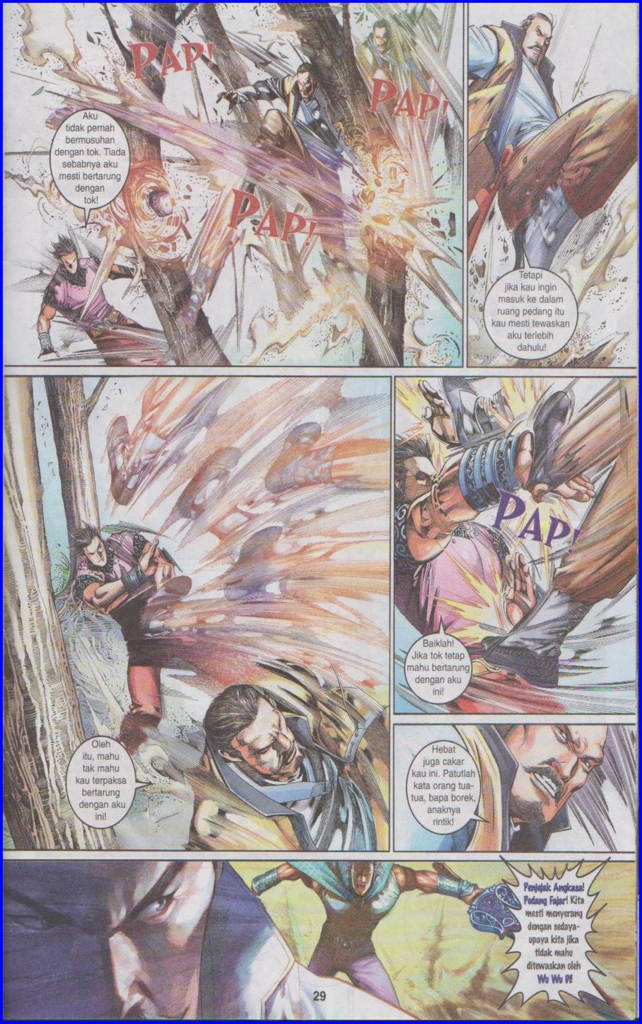 PAP!
PAP!
PAP!
Aku
tidak pernah
bermusuhan
dengan tok. Tiada
sebabnya aku
mesti bertarung
dengan
tok!
Tetapi
jika kau ingin
masuk ke dalam
ruang pedang itu
kau mesti tewaskan
aku terlebih
dahulu!
Oleh
itu, mahu
tak mahu
kau terpaksa
bertarung
dengan aku
ini!
PAP!
Baiklah!
Jika tok tetap
mahu bertarung
dengan aku
ini!
Hebat
juga cakar
kau ini. Patutlah
kata orang tua-
tua, bapa borek,
anaknya
rintik!
Penjejak Angkasa!
Pedang Fajar! Kita
mesti menyerang
dengan sedaya-
upaya kita jika
tidak mahu
ditewaskan oleh
Wu Wu Di!
29